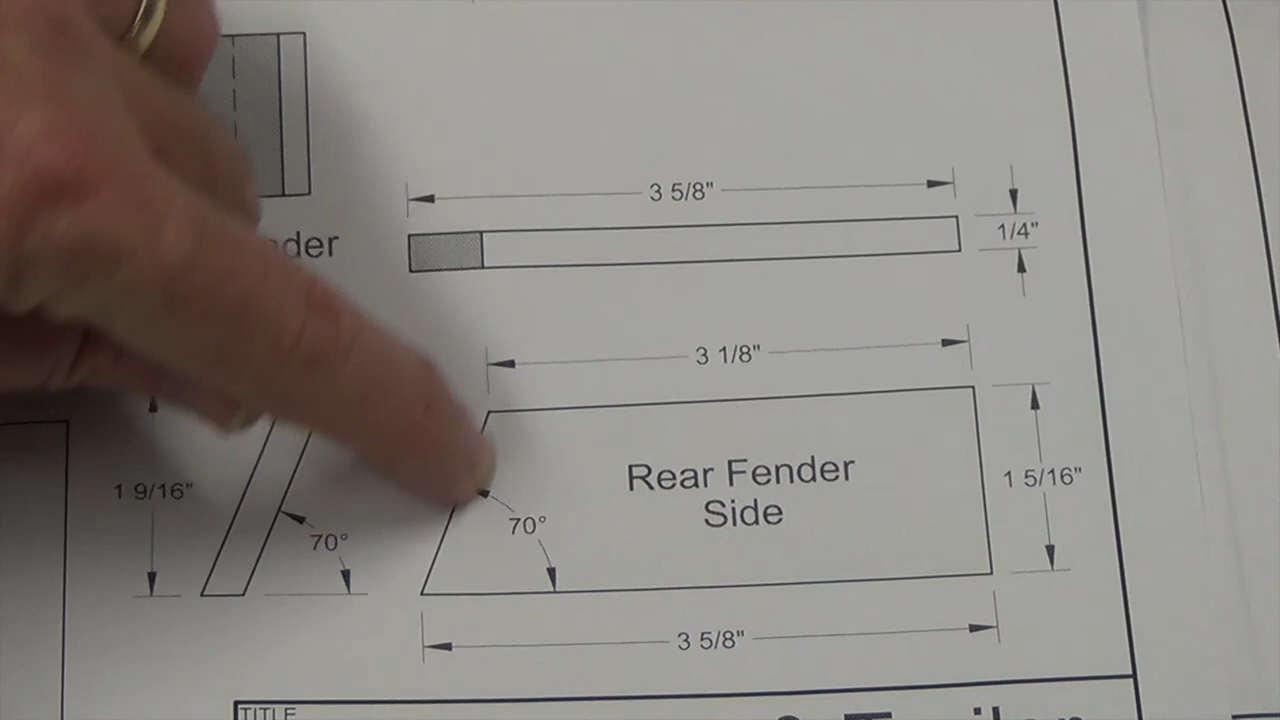 3 5/8"
1/4"
3 1/8"
Rear Fender
Side
1 5/16"
1 9/16"
70°
70°
3 5/8"
TITLE